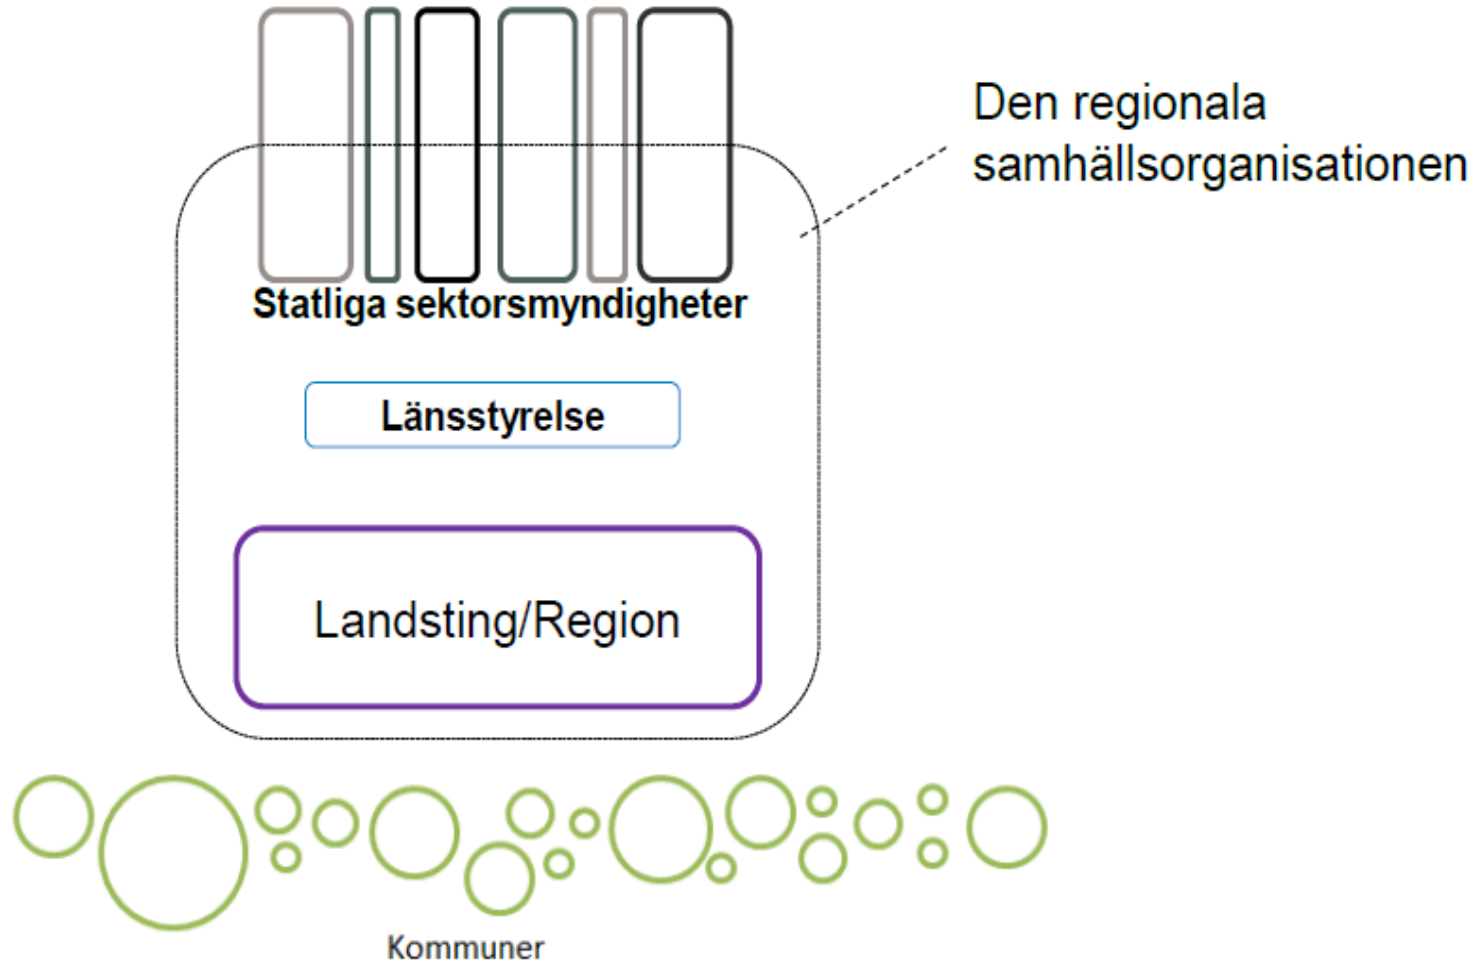 Den regionala
samhällsorganisationen
Statliga sektorsmyndigheter
Länsstyrelse
Landsting/Region
Kommuner